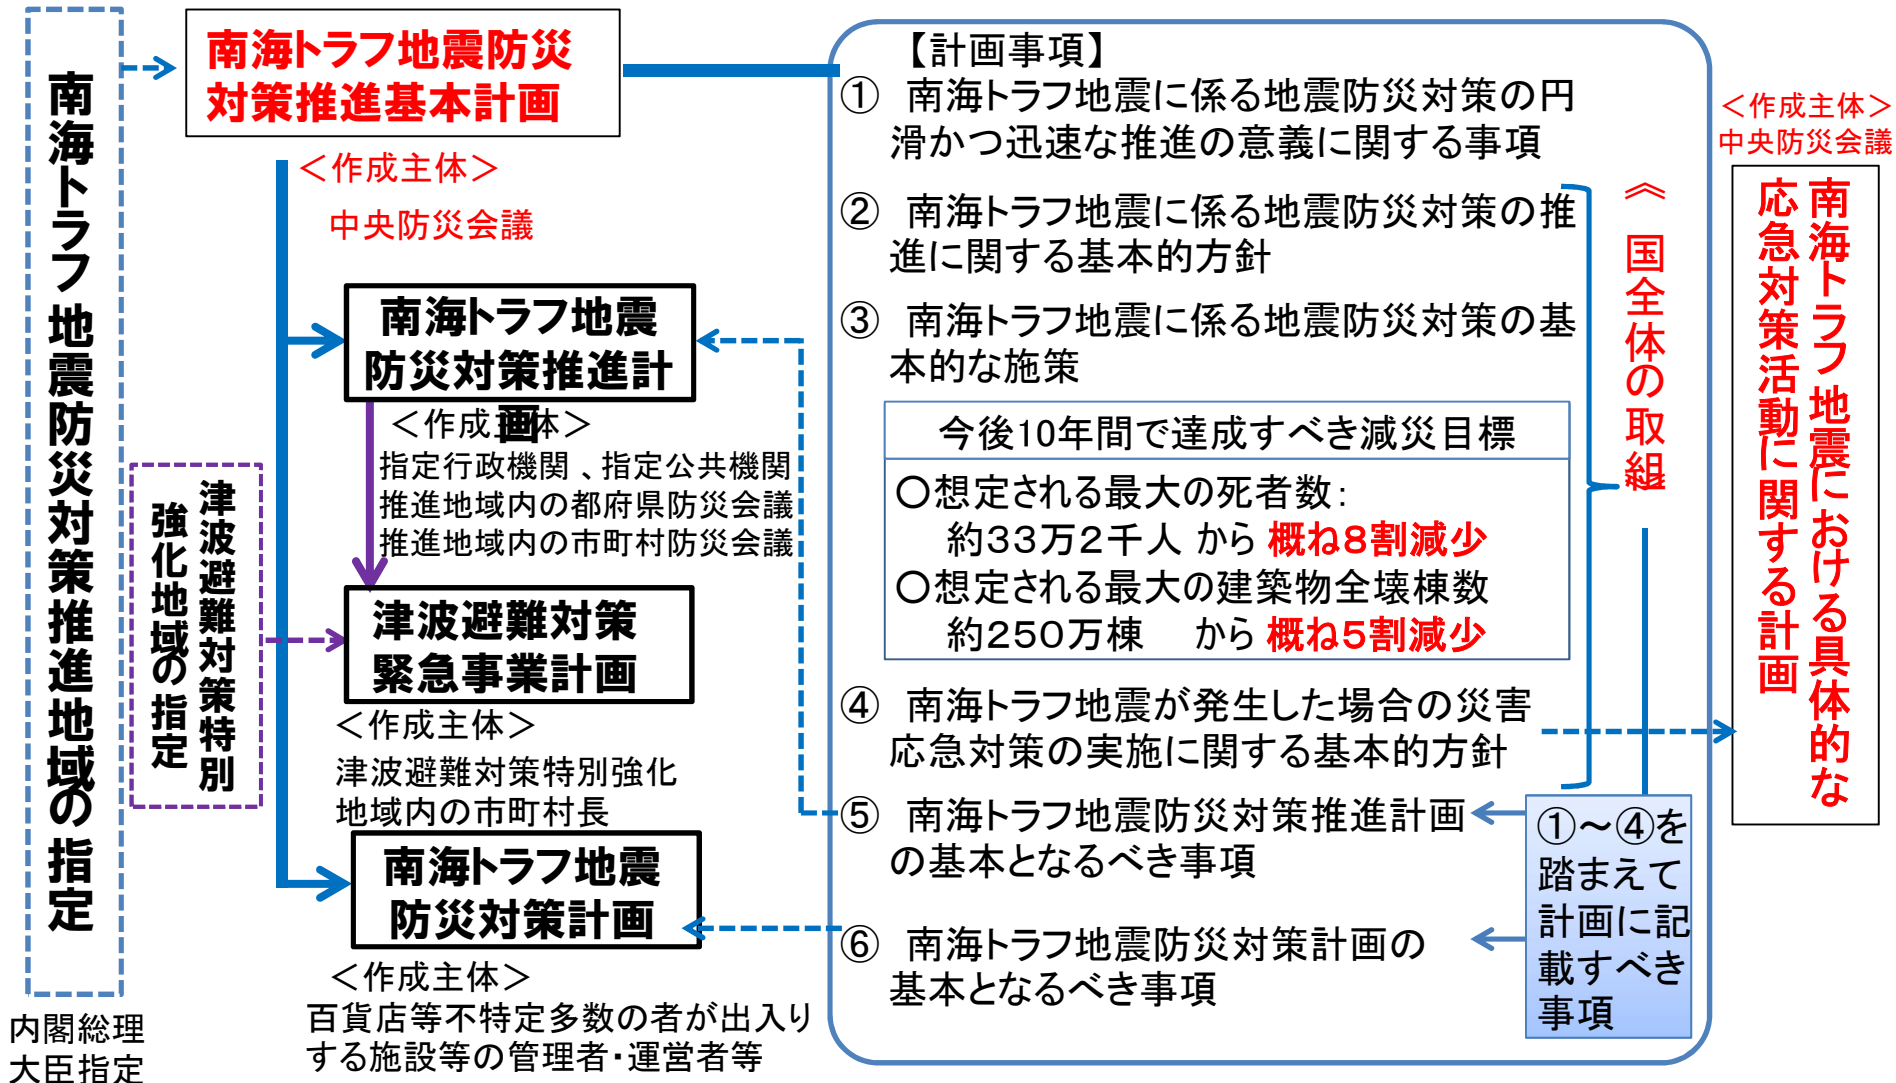 南海トラフ地震防災対策推進地域の指定
内閣総理
大臣指定
南海トラフ地震防災
対策推進基本計画
＜作成主体＞
中央防災会議
南海トラフ地震
防災対策推進計
画
＜作成主体＞
指定行政機関、指定公共機関
推進地域内の都府県防災会議
推進地域内の市町村防災会議
津波避難対策特別
強化地域の指定
津波避難対策
緊急事業計画
＜作成主体＞
津波避難対策特別強化
地域内の市町村長
南海トラフ地震
防災対策計画
＜作成主体＞
百貨店等不特定多数の者が出入り
する施設等の管理者・運営者等
【計画事項】
① 南海トラフ地震に係る地震防災対策の円
滑かつ迅速な推進の意義に関する事項
② 南海トラフ地震に係る地震防災対策の推
進に関する基本的方針
③ 南海トラフ地震に係る地震防災対策の基
本的な施策
今後10年間で達成すべき減災目標
○想定される最大の死者数：
約33万2千人 から 概ね8割減少
○想定される最大の建築物全壊棟数
約250万棟 から 概ね5割減少
④ 南海トラフ地震が発生した場合の災害
応急対策の実施に関する基本的方針
⑤ 南海トラフ地震防災対策推進計画
の基本となるべき事項
⑥ 南海トラフ地震防災対策計画の
基本となるべき事項
《国全体の取組》
①～④を
踏まえて
計画に記
載すべき
事項
＜作成主体＞
中央防災会議
南海トラフ地震における具体的な
応急対策活動に関する計画